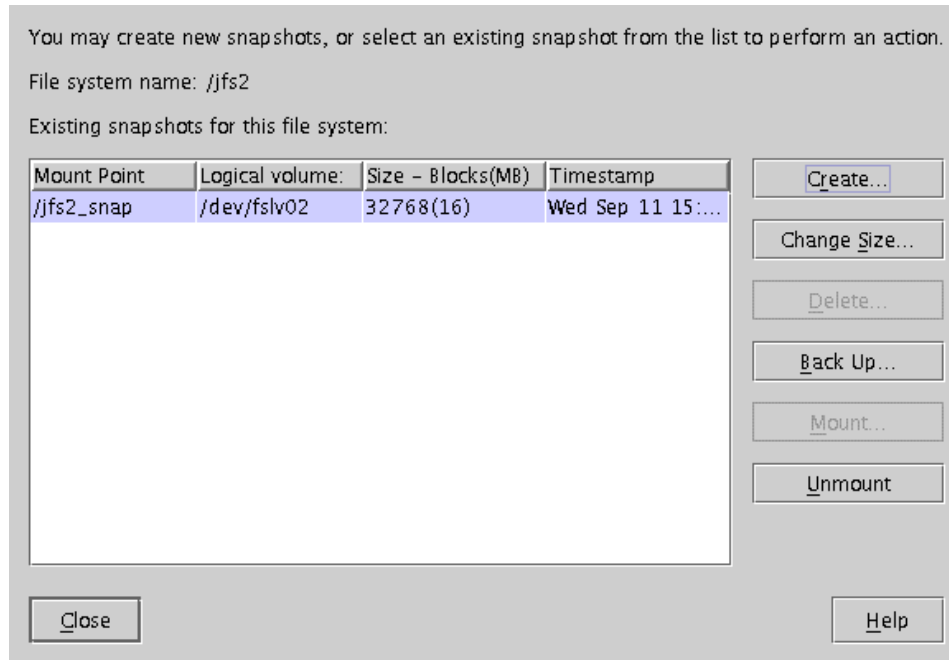 You may create new snapshots, or select an existing snapshot from the list to perform an action.
File system name: /jfs2
Existing snapshots for this file system:
Mount Point Logical volume: Size – Blocks(MB) Timestamp
/jfs2_snap /dev/fslv02 32768(16) Wed Sep 11 15:...
Create...
Change Size...
Delete...
Back Up...
Mount...
Unmount
Close
Help